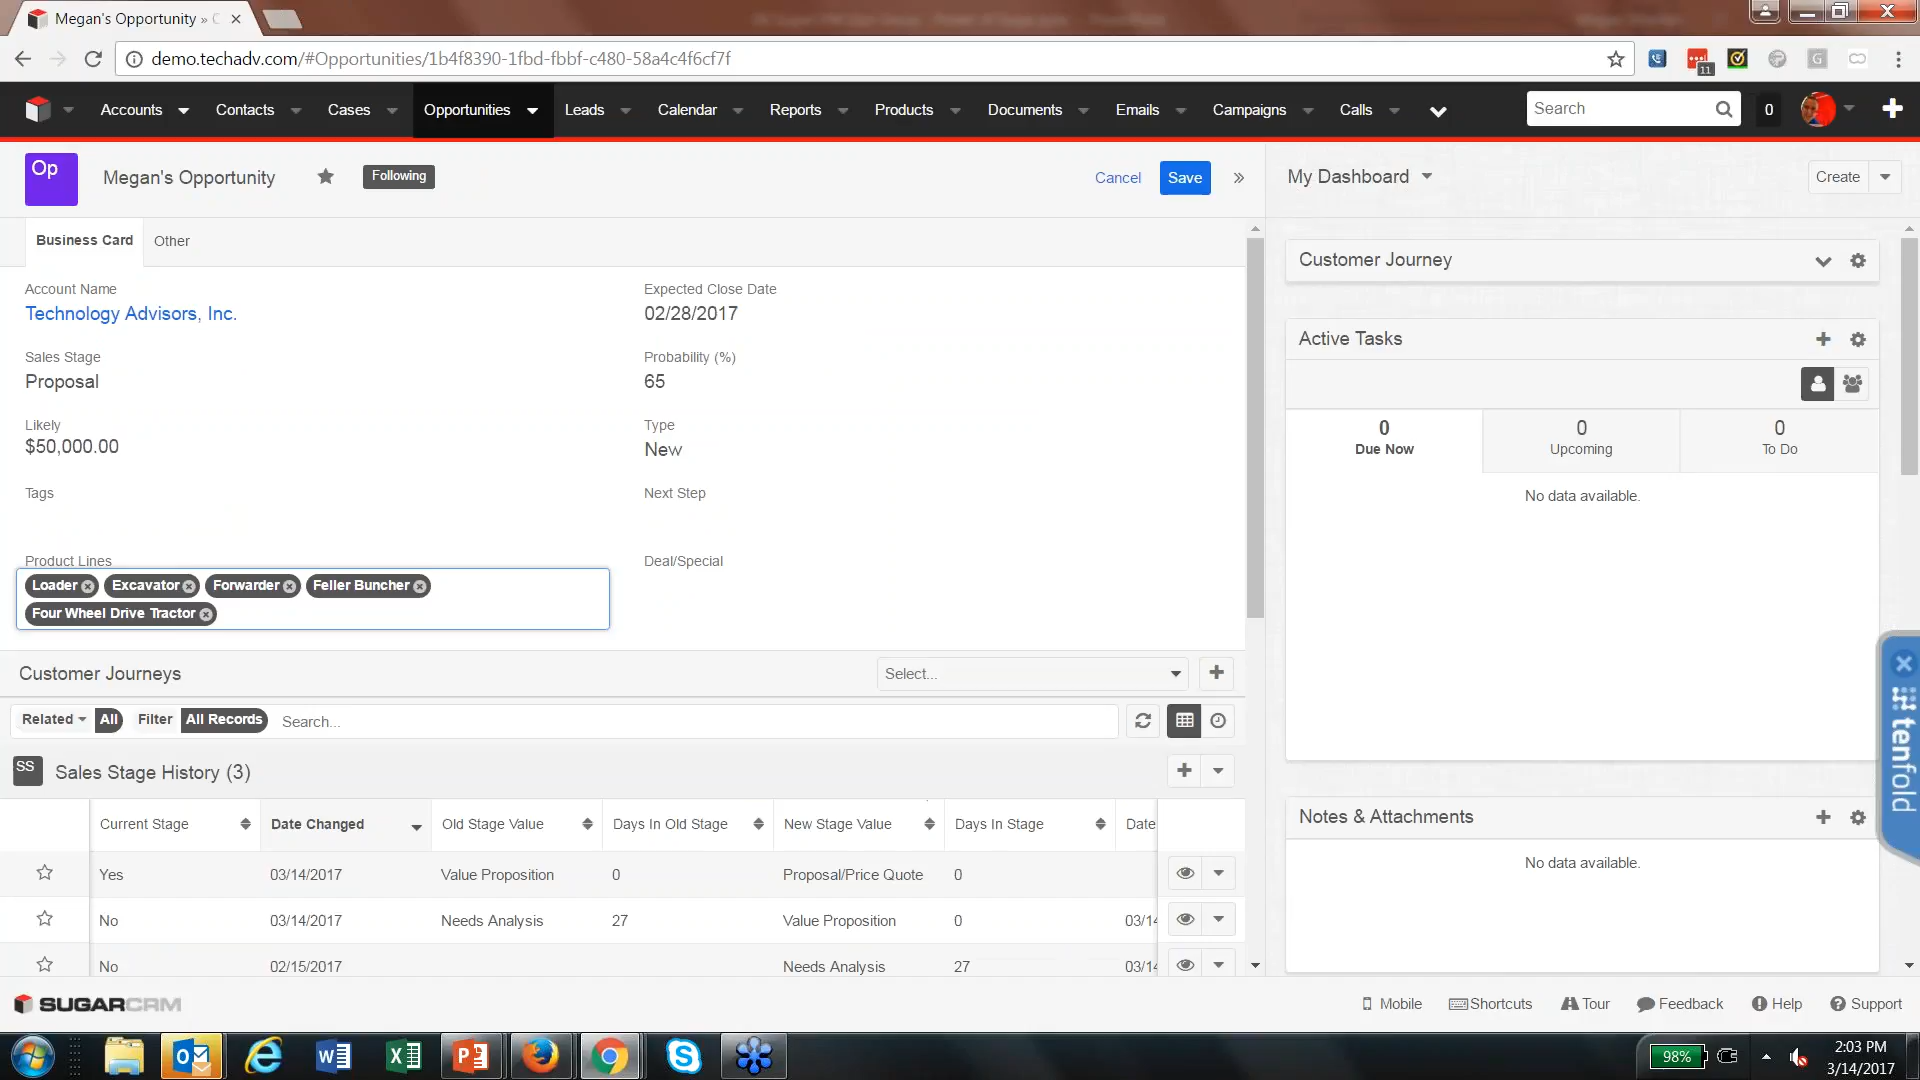 Megan's Opportunity » C
demo.techadv.com/#Opportunities/1b4f8390-1fbd-fbbf-c480-58a4c4f6cf7f
11
G
Accounts Contacts Cases Opportunities Leads Calendar Reports Products Documents Emails Campaigns Calls Search 0
Op Megan's Opportunity Following Cancel Save »
My Dashboard Create
Business Card Other
Account Name
Technology Advisors, Inc.
Expected Close Date
02/28/2017
Sales Stage
Proposal
Probability (%)
65
Likely
$50,000.00
Type
New
Tags
Next Step
Product Lines
Loader Excavator Forwarder Feller Buncher
Four Wheel Drive Tractor
Deal/Special
Customer Journeys Select...
Related All Filter All Records Search...
SS Sales Stage History (3)
Current Stage Date Changed Old Stage Value Days In Old Stage New Stage Value Days In Stage Date
Yes 03/14/2017 Value Proposition 0 Proposal/Price Quote 0
No 03/14/2017 Needs Analysis 27 Value Proposition 0 03/14
No 02/15/2017 Needs Analysis 27 03/14
Customer Journey
Active Tasks
0 0 0
Due Now Upcoming To Do
No data available.
Notes & Attachments
No data available.
tenfold
SUGARCRM
Mobile Shortcuts Tour Feedback Help Support
98%
2:03 PM
3/14/2017